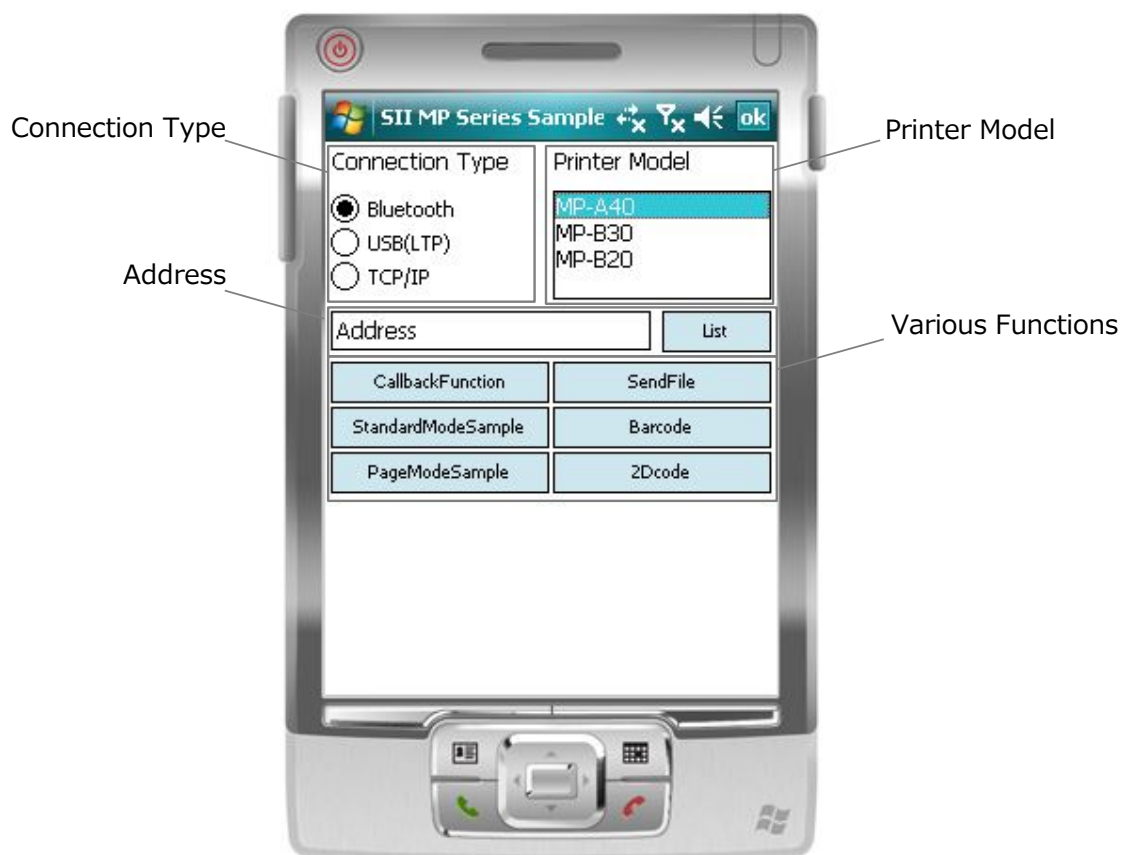 SII MP Series Sample
ok
Connection Type
Printer Model
Connection Type
Printer Model
Bluetooth
USB(LTP)
TCP/IP
MP-A40
MP-B30
MP-B20
Address
Address
List
Various Functions
CallbackFunction
SendFile
StandardModeSample
Barcode
PageModeSample
2Dcode